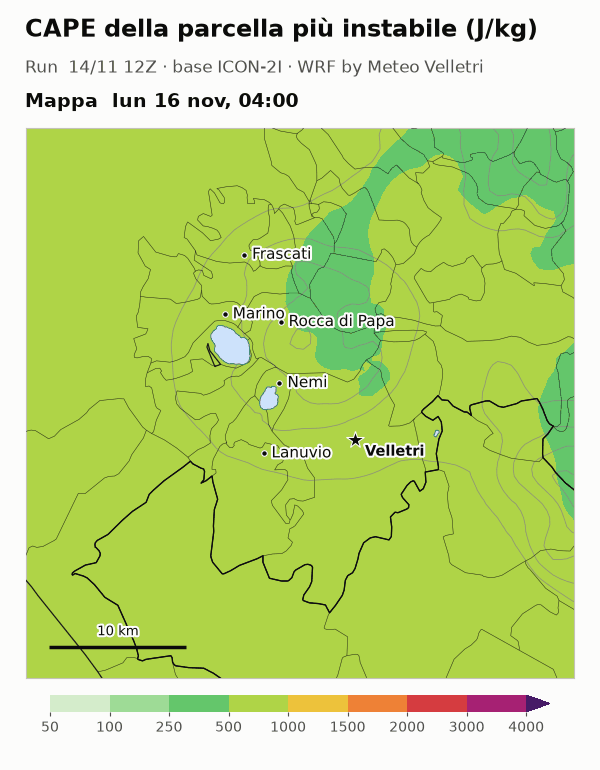 CAPE della parcella più instabile (J/kg)
Run  14/11 12Z · base ICON-2I · WRF by Meteo Velletri
Mappa  lun 16 nov, 04:00
Frascati
Marino
Rocca di Papa
Nemi
Velletri
Lanuvio
10 km
50 100 250 500 1000 1500 2000 3000 4000